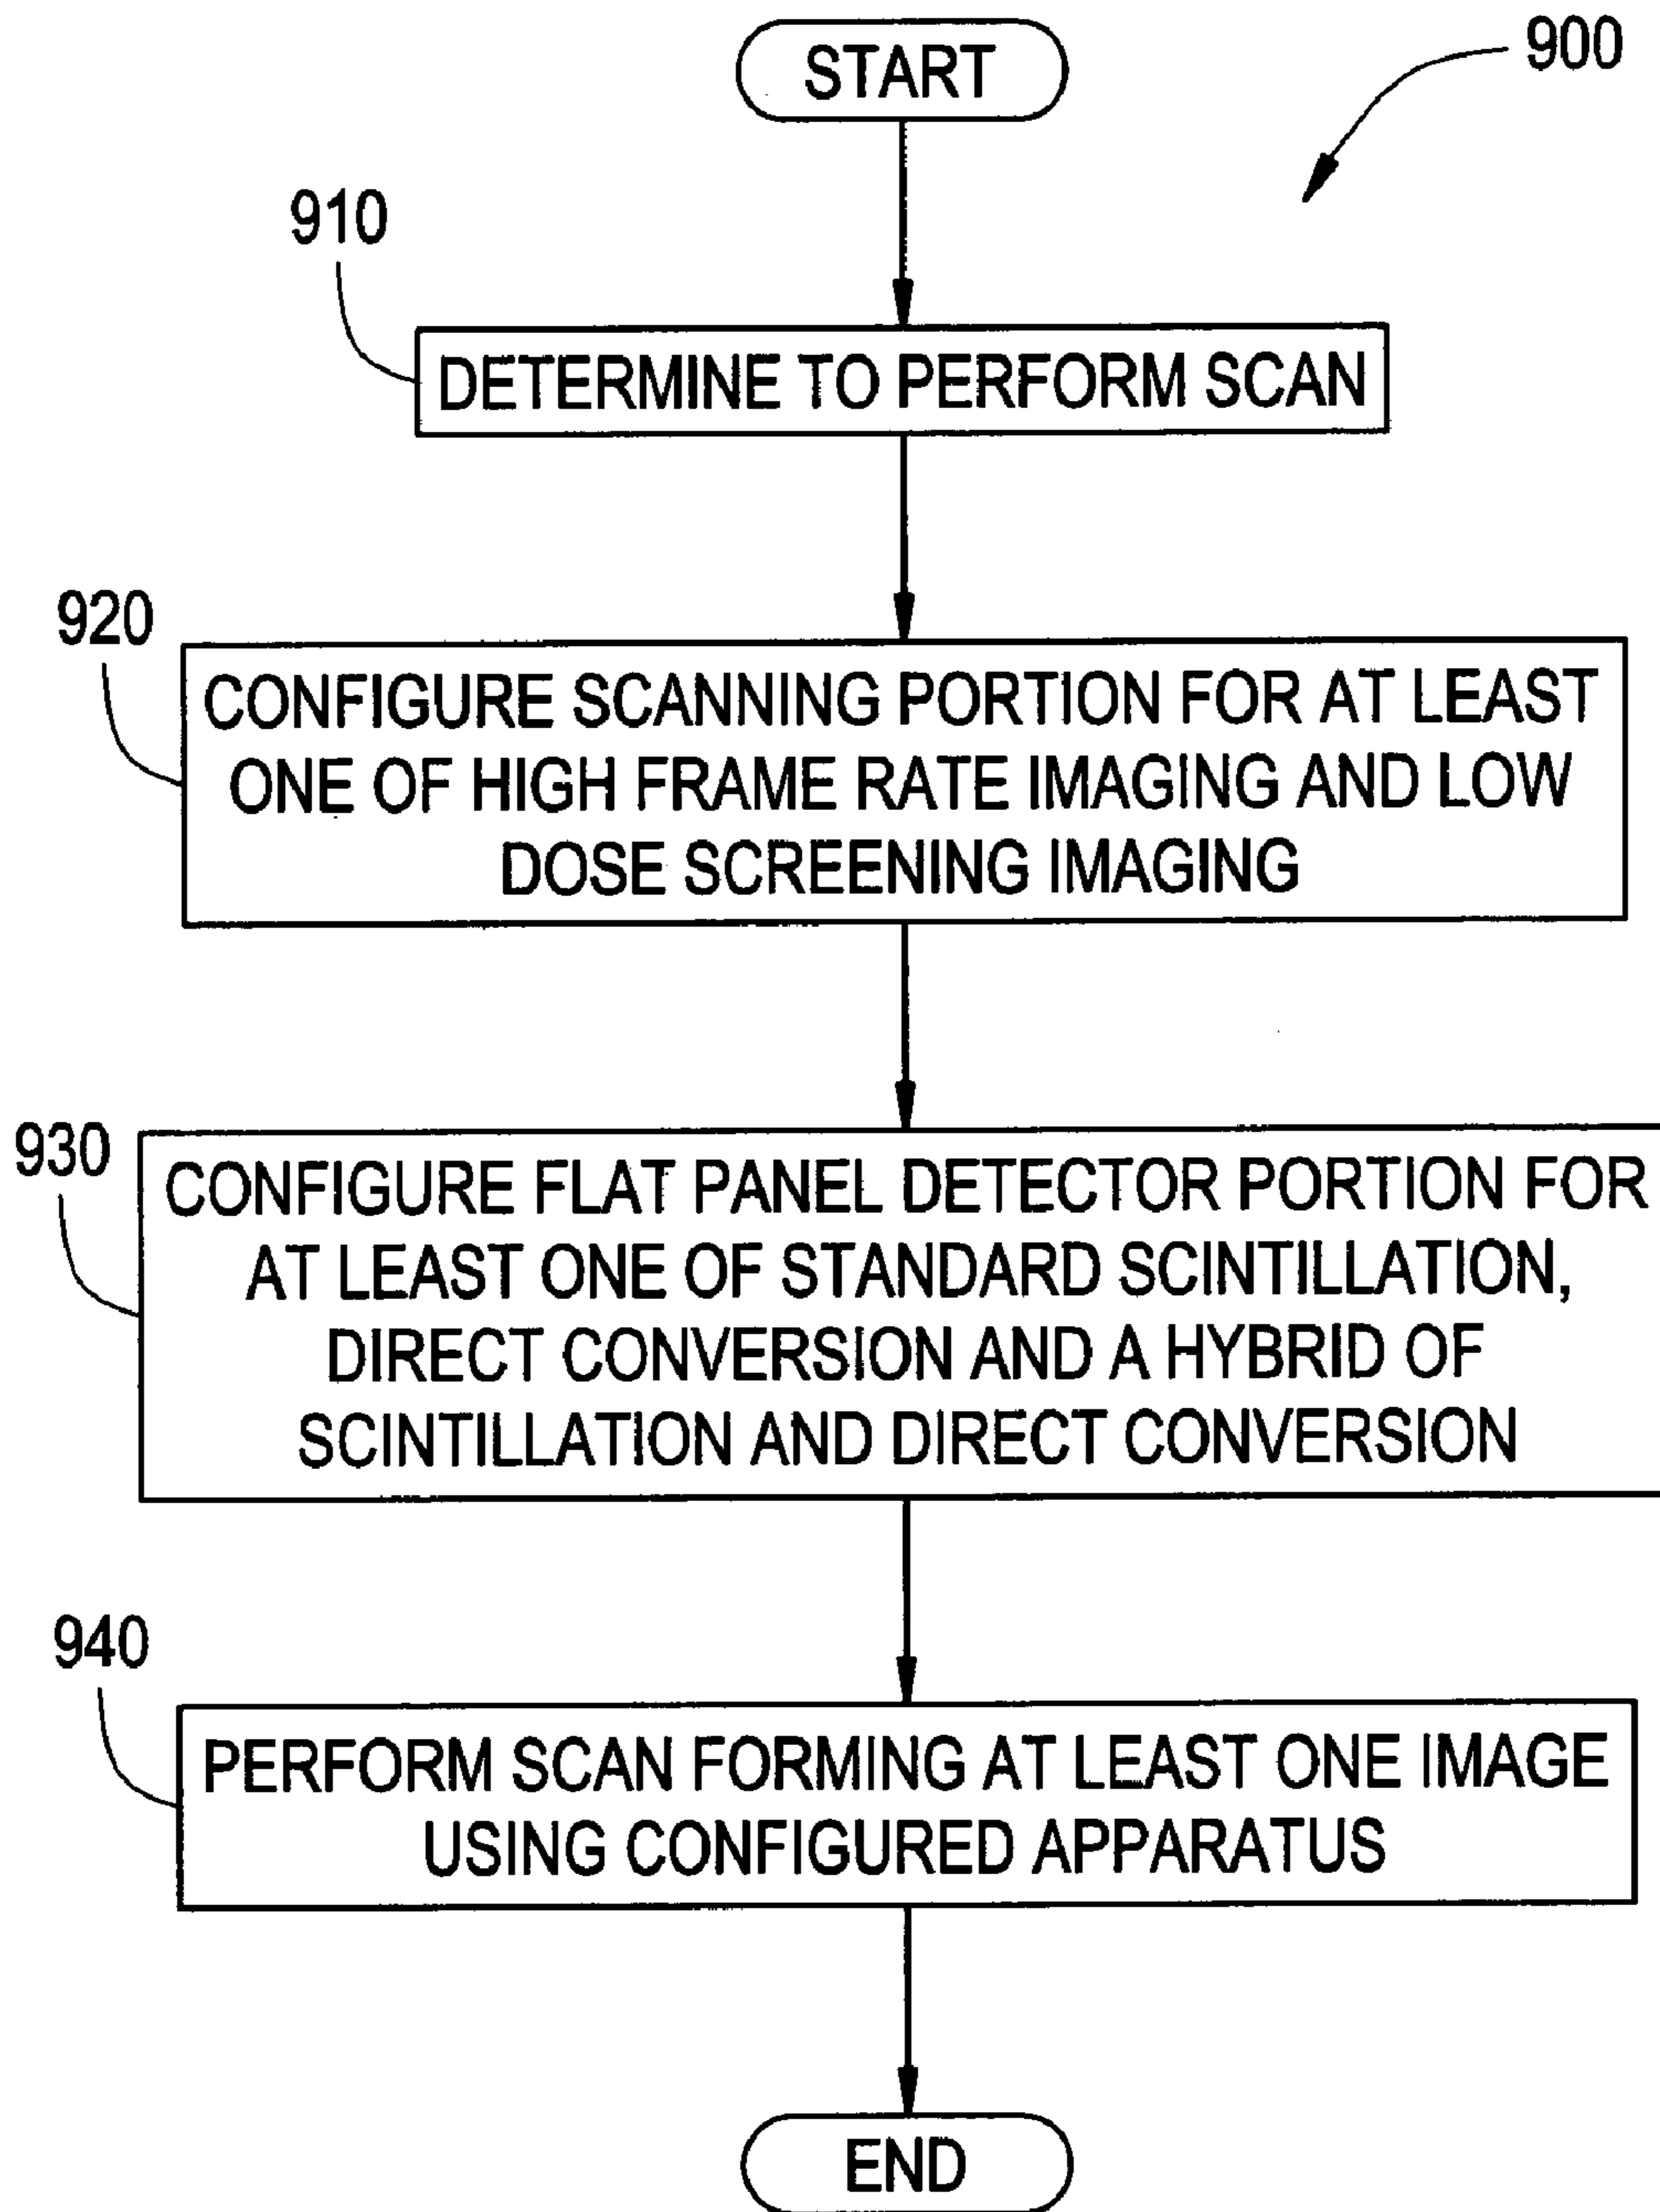 START
900
910
DETERMINE TO PERFORM SCAN
920
CONFIGURE SCANNING PORTION FOR AT LEAST
ONE OF HIGH FRAME RATE IMAGING AND LOW
DOSE SCREENING IMAGING
930
CONFIGURE FLAT PANEL DETECTOR PORTION FOR
AT LEAST ONE OF STANDARD SCINTILLATION,
DIRECT CONVERSION AND A HYBRID OF
SCINTILLATION AND DIRECT CONVERSION
940
PERFORM SCAN FORMING AT LEAST ONE IMAGE
USING CONFIGURED APPARATUS
END